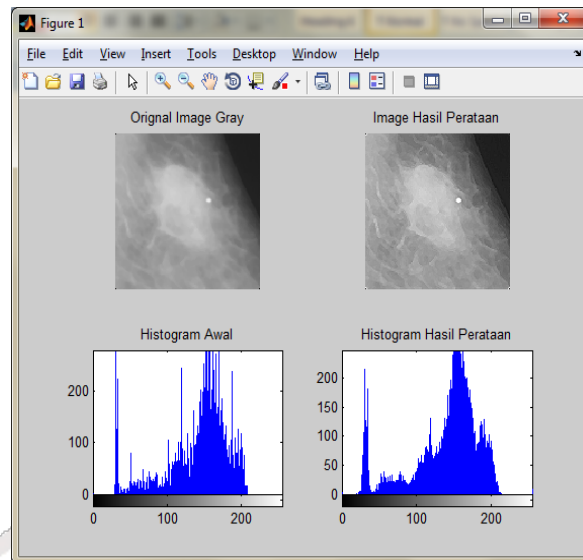 Figure 1
File Edit View Insert Tools Desktop Window Help
Orignal Image Gray
Image Hasil Perataan
Histogram Awal
Histogram Hasil Perataan
200
100
0
0 100 200
200
150
100
50
0
0 100 200